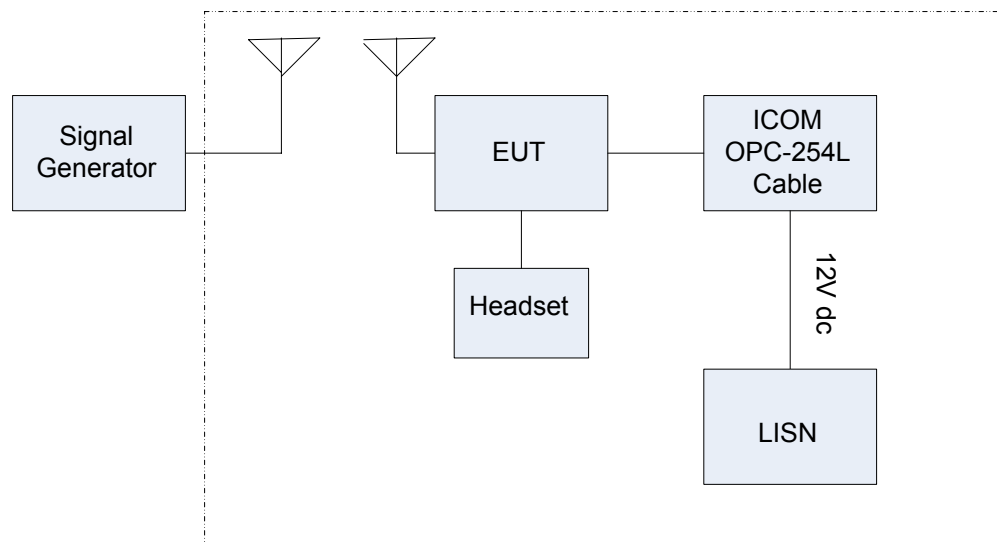 Signal
Generator
EUT
ICOM
OPC-254L
Cable
Headset
12V dc
LISN